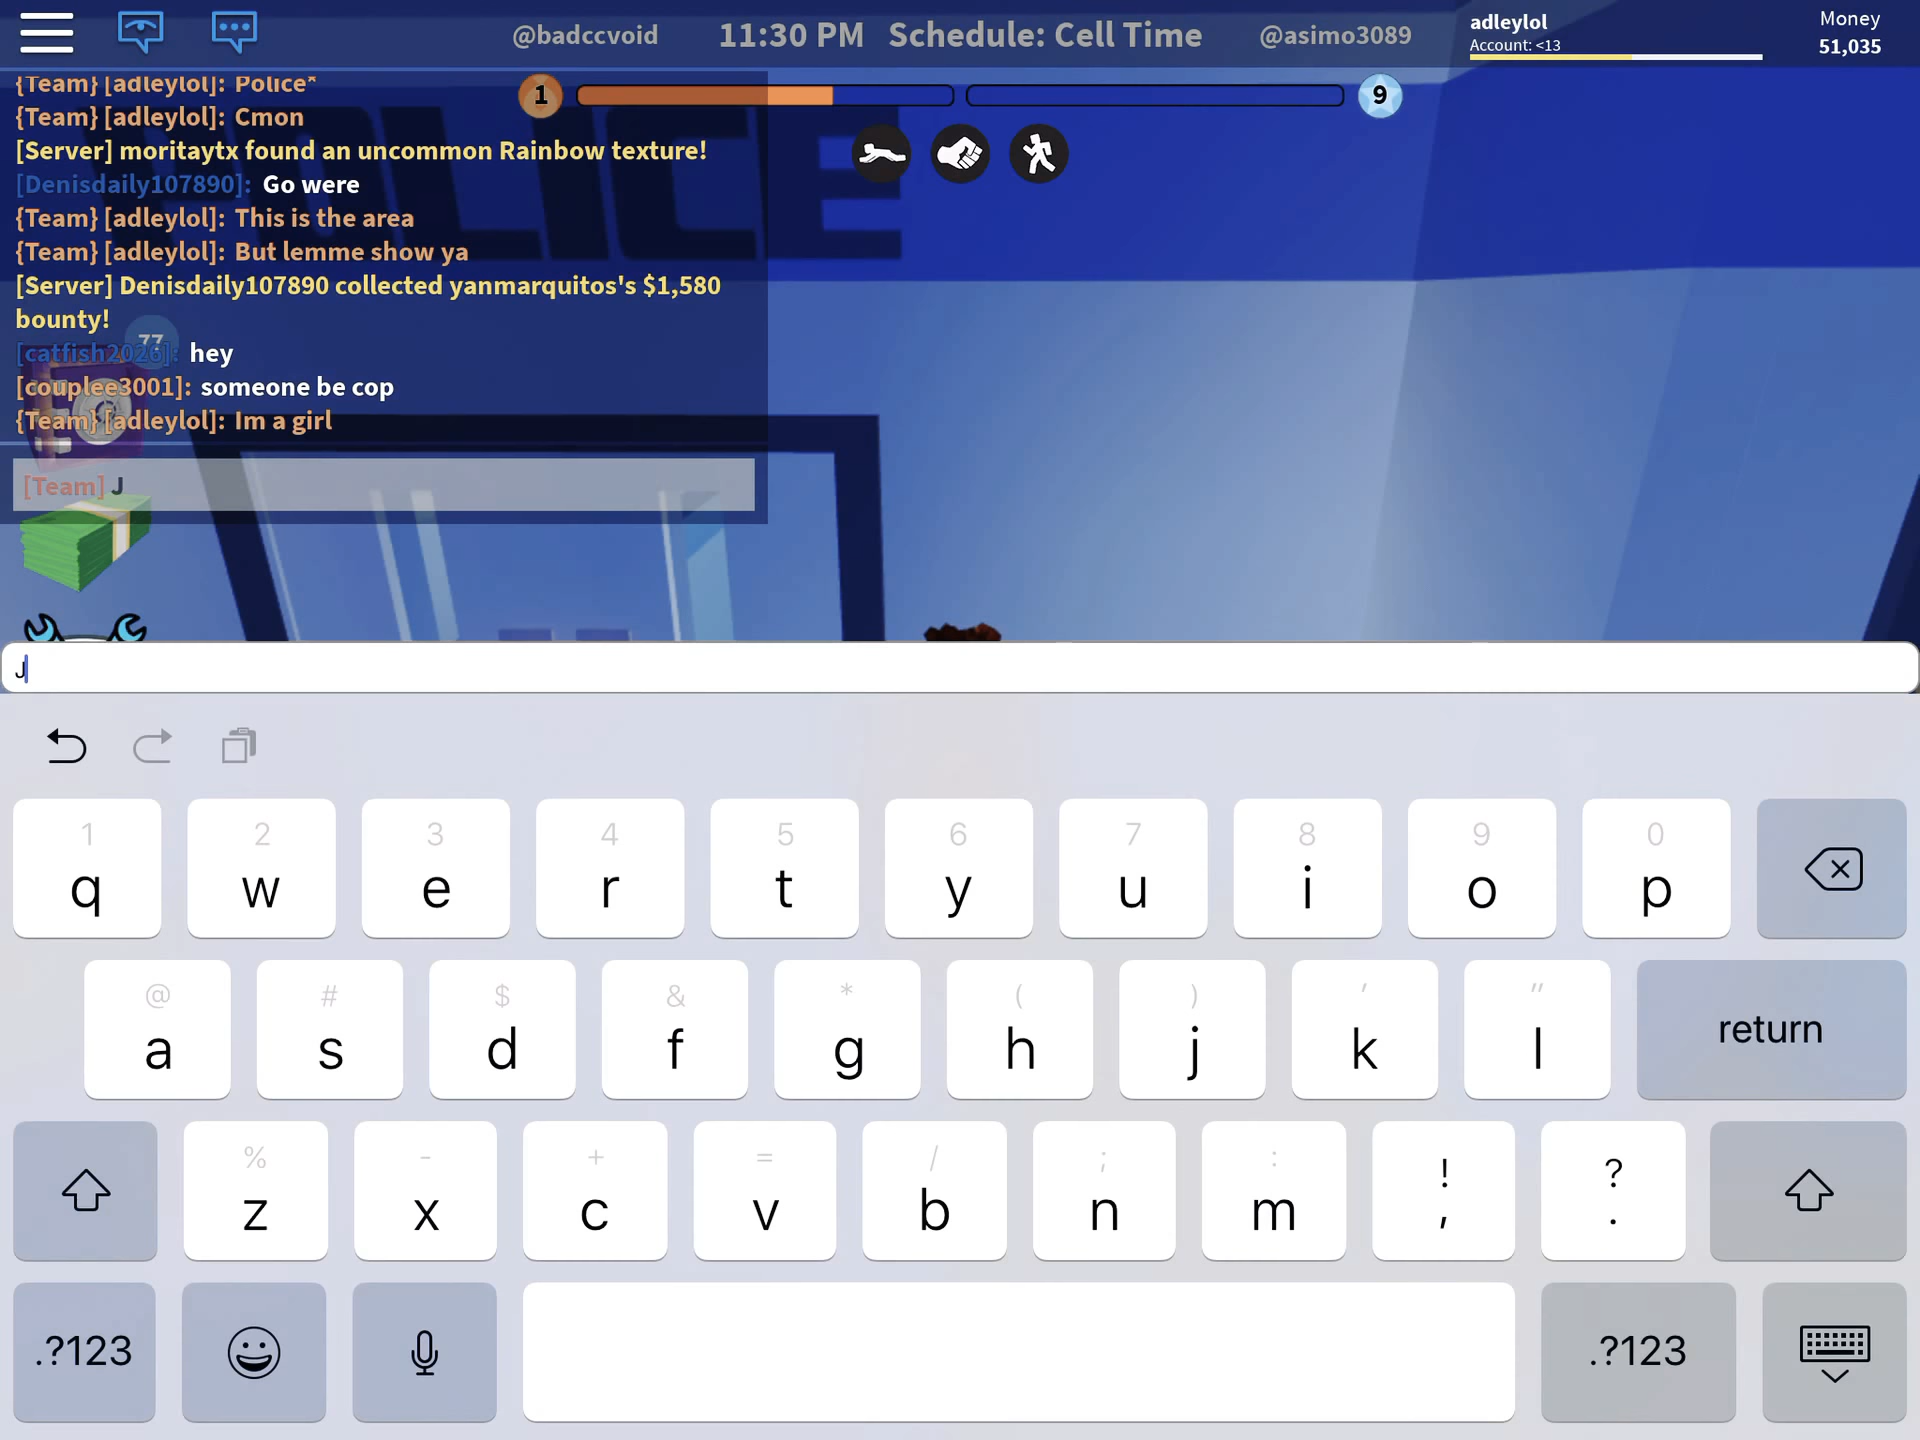 @badccvoid 11:30 PM Schedule: Cell Time @asimo3089 adleylol Money
Account: <13 51,035
{Team} [adleylol]: Police*
1 9
{Team} [adleylol]: Cmon
[Server] moritaytx found an uncommon Rainbow texture!
[Denisdaily107890]: Go were
{Team} [adleylol]: This is the area
{Team} [adleylol]: But lemme show ya
POLICE
[Server] Denisdaily107890 collected yanmarquitos's $1,580
bounty!
77
[catfish2026]: hey
[couplee3001]: someone be cop
{Team} [adleylol]: Im a girl
[Team] J
J
1 2 3 4 5 6 7 8 9 0
q w e r t y u i o p
@ # $ & * ( ) ' "
a s d f g h j k l return
% - + = / ; : ! ?
z x c v b n m , .
.?123 .?123